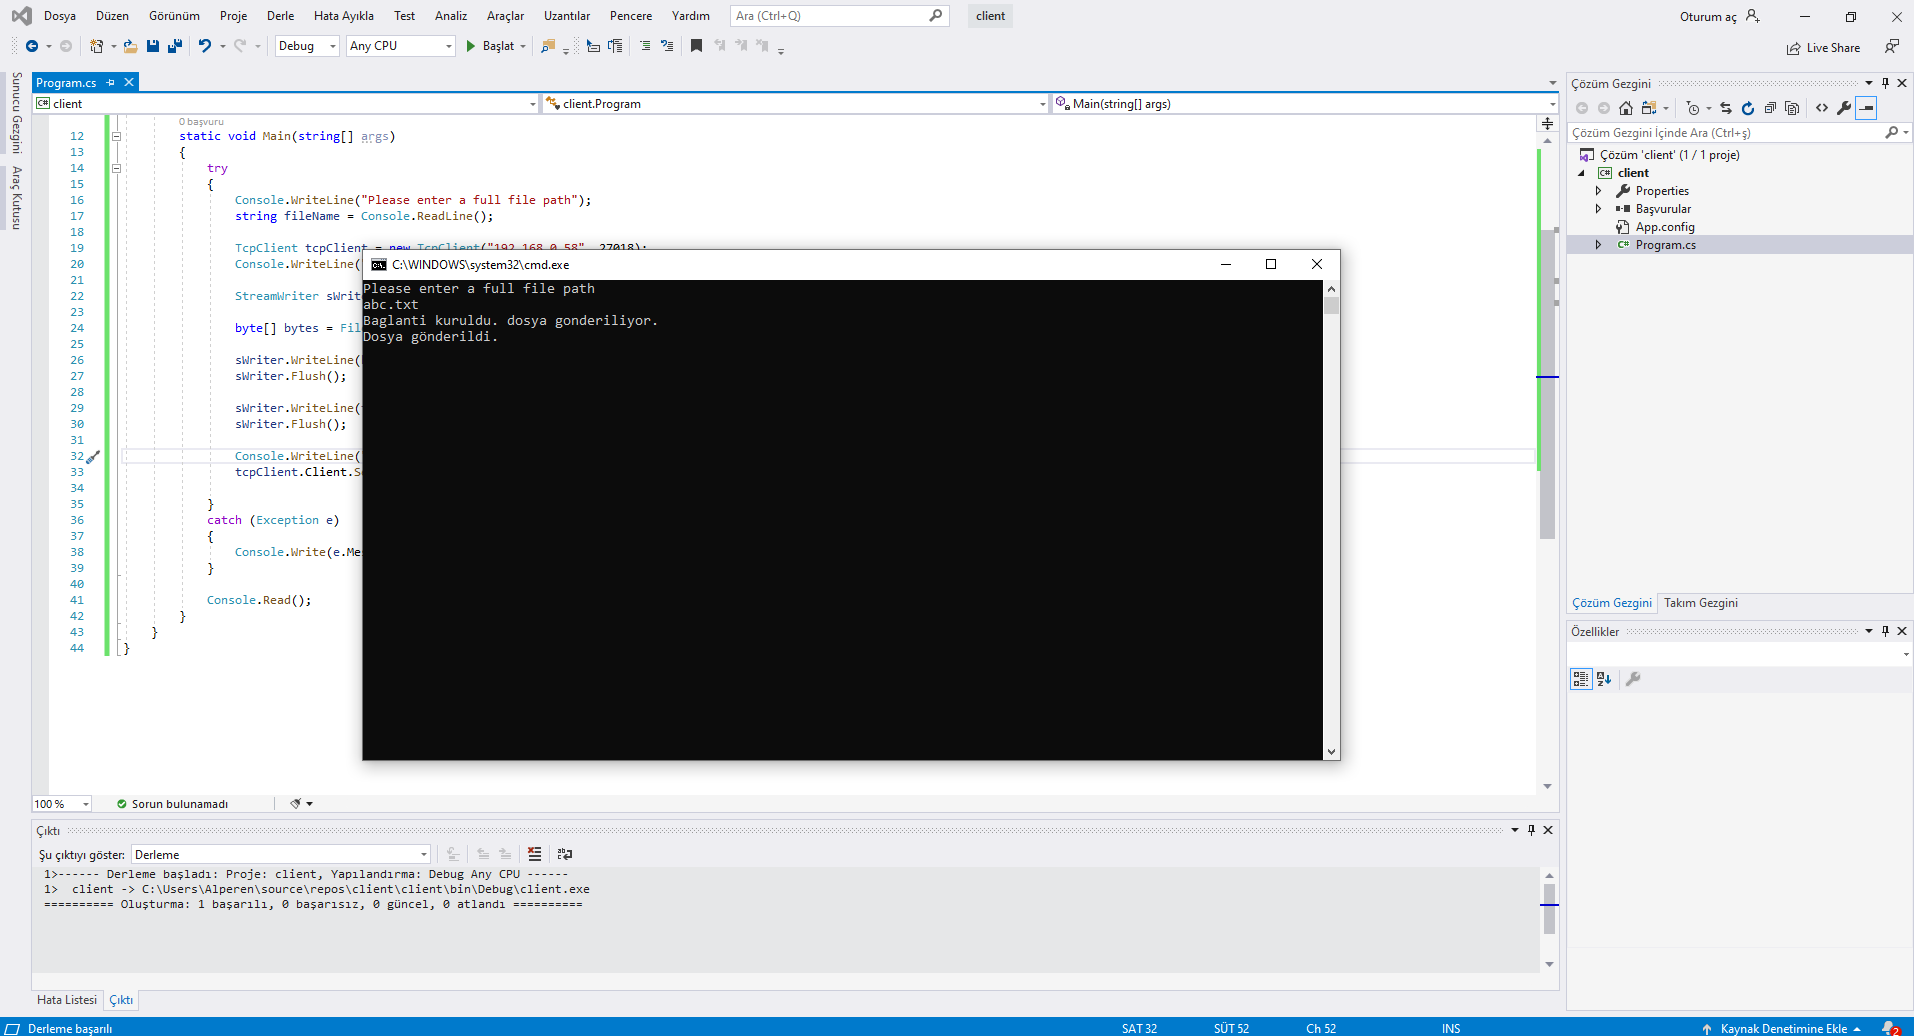 Dosya Düzen Görünüm Proje Derle Hata Ayıkla Test Analiz Araçlar Uzantılar Pencere Yardım Ara (Ctrl+Q) client Oturum aç
Debug Any CPU Başlat Live Share
Sunucu Gezgini
Araç Kutusu
Program.cs
client client.Program Main(string[] args)
0 başvuru
12 static void Main(string[] args)
13 {
14 try
15 {
16 Console.WriteLine("Please enter a full file path");
17 string fileName = Console.ReadLine();
18
19 TcpClient tcpClient = new TcpClient("192.168.0.58", 27018);
20 Console.WriteLine(
21
22 StreamWriter sWrit
23
24 byte[] bytes = Fil
25
26 sWriter.WriteLine(
27 sWriter.Flush();
28
29 sWriter.WriteLine(
30 sWriter.Flush();
31
32 Console.WriteLine(
33 tcpClient.Client.S
34
35 }
36 catch (Exception e)
37 {
38 Console.Write(e.Me
39 }
40
41 Console.Read();
42 }
43 }
44 }
C:\WINDOWS\system32\cmd.exe
Please enter a full file path
abc.txt
Baglanti kuruldu. dosya gonderiliyor.
Dosya gönderildi.
100 % Sorun bulunamadı
Çıktı
Şu çıktıyı göster: Derleme
1>------ Derleme başladı: Proje: client, Yapılandırma: Debug Any CPU ------
1>  client -> C:\Users\Alperen\source\repos\client\client\bin\Debug\client.exe
========== Oluşturma: 1 başarılı, 0 başarısız, 0 güncel, 0 atlandı ==========
Hata Listesi Çıktı
Çözüm Gezgini
Çözüm Gezgini İçinde Ara (Ctrl+ş)
Çözüm 'client' (1 / 1 proje)
client
Properties
Başvurular
App.config
Program.cs
Çözüm Gezgini Takım Gezgini
Özellikler
Derleme başarılı SAT 32 SÜT 52 Ch 52 INS Kaynak Denetimine Ekle 2